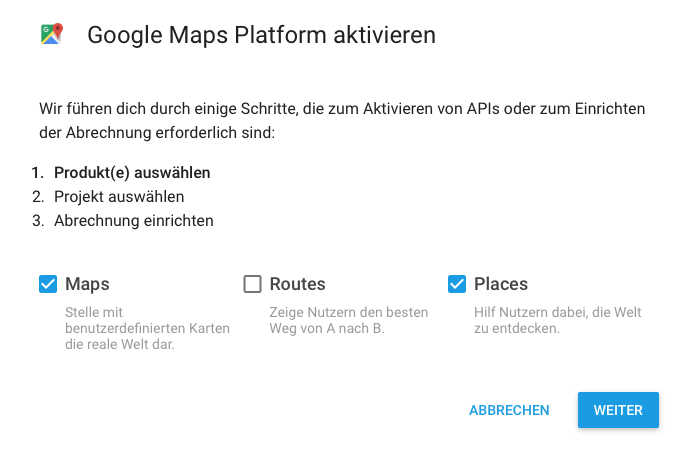 Google Maps Platform aktivieren
Wir führen dich durch einige Schritte, die zum Aktivieren von APIs oder zum Einrichten
der Abrechnung erforderlich sind:
1. Produkt(e) auswählen
2. Projekt auswählen
3. Abrechnung einrichten
Maps
Stelle mit
benutzerdefinierten Karten
die reale Welt dar.
Routes
Zeige Nutzern den besten
Weg von A nach B.
Places
Hilf Nutzern dabei, die Welt
zu entdecken.
ABBRECHEN
WEITER